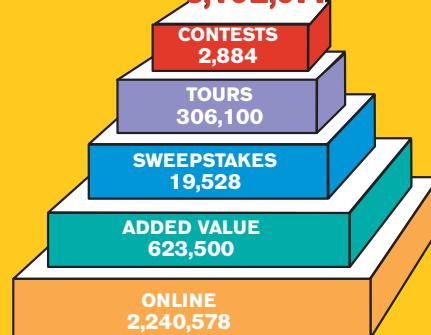 CONTESTS
2,884
TOURS
306,100
SWEEPSTAKES
19,528
ADDED VALUE
623,500
ONLINE
2,240,578